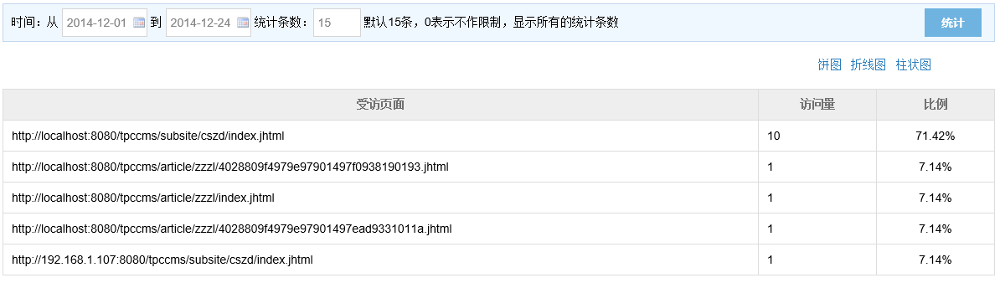 时间：从 2014-12-01 到 2014-12-24 统计条数： 15 默认15条，0表示不作限制，显示所有的统计条数 统计
饼图 折线图 柱状图
受访页面 访问量 比例
http://localhost:8080/tpccms/subsite/cszd/index.jhtml 10 71.42%
http://localhost:8080/tpccms/article/zzzl/4028809f4979e97901497f0938190193.jhtml 1 7.14%
http://localhost:8080/tpccms/article/zzzl/index.jhtml 1 7.14%
http://localhost:8080/tpccms/article/zzzl/4028809f4979e97901497ead9331011a.jhtml 1 7.14%
http://192.168.1.107:8080/tpccms/subsite/cszd/index.jhtml 1 7.14%